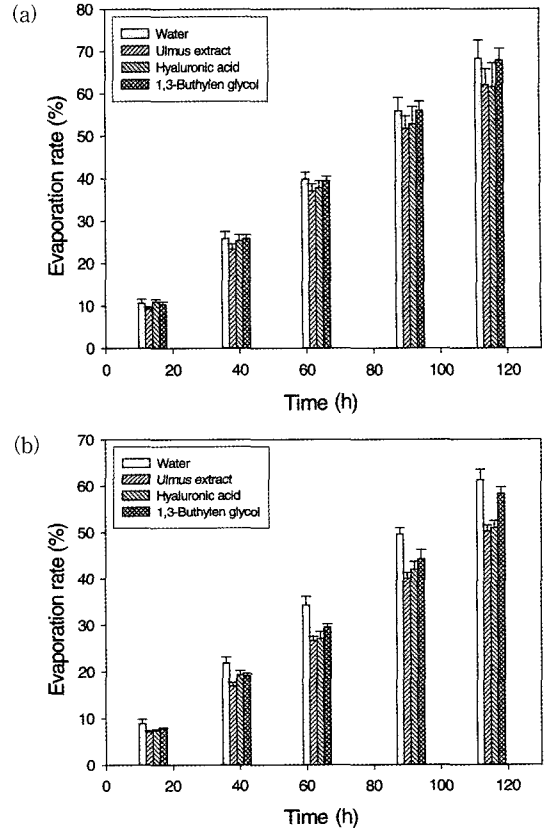 (a)
80
70
60
50
40
30
20
10
0
Evaporation rate (%)
Water
Ulmus extract
Hyaluronic acid
1,3-Buthylen glycol
0 20 40 60 80 100 120
Time (h)
(b)
70
60
50
40
30
20
10
0
Evaporation rate (%)
Water
Ulmus extract
Hyaluronic acid
1,3-Buthylen glycol
0 20 40 60 80 100 120
Time (h)